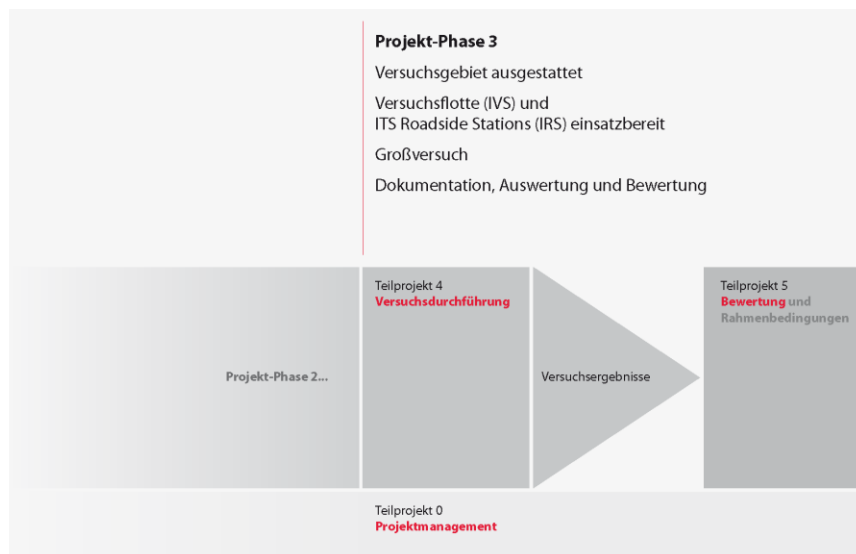 Projekt-Phase 3
Versuchsgebiet ausgestattet
Versuchsflotte (IVS) und
ITS Roadside Stations (IRS) einsatzbereit
Großversuch
Dokumentation, Auswertung und Bewertung
Projekt-Phase 2...
Teilprojekt 4
Versuchsdurchführung
Versuchsergebnisse
Teilprojekt 5
Bewertung und
Rahmenbedingungen
Teilprojekt 0
Projektmanagement